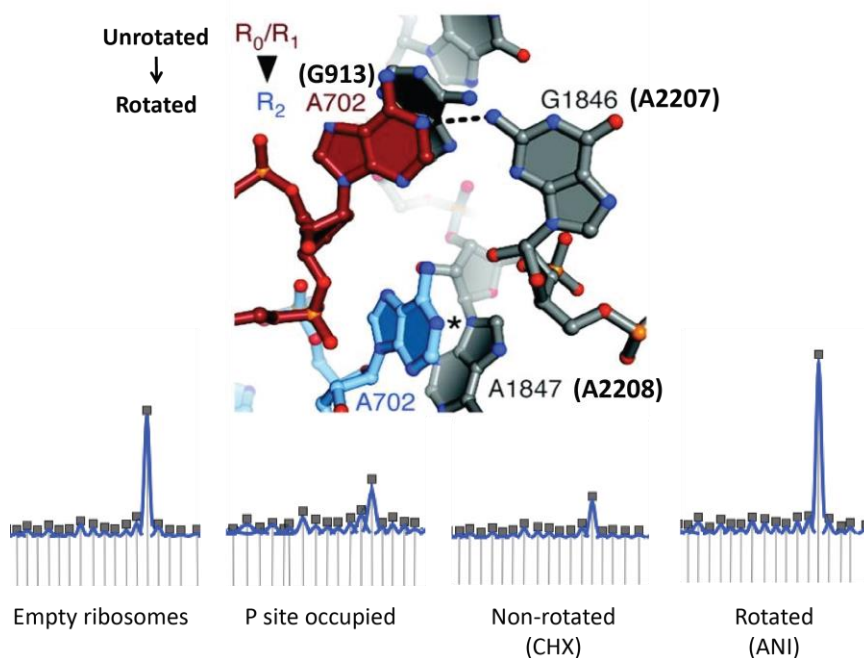 Unrotated
↓
Rotated
R0/R1
▼
R2
(G913)
A702
G1846 (A2207)
*
A1847 (A2208)
A702
Empty ribosomes
P site occupied
Non-rotated
(CHX)
Rotated
(ANI)